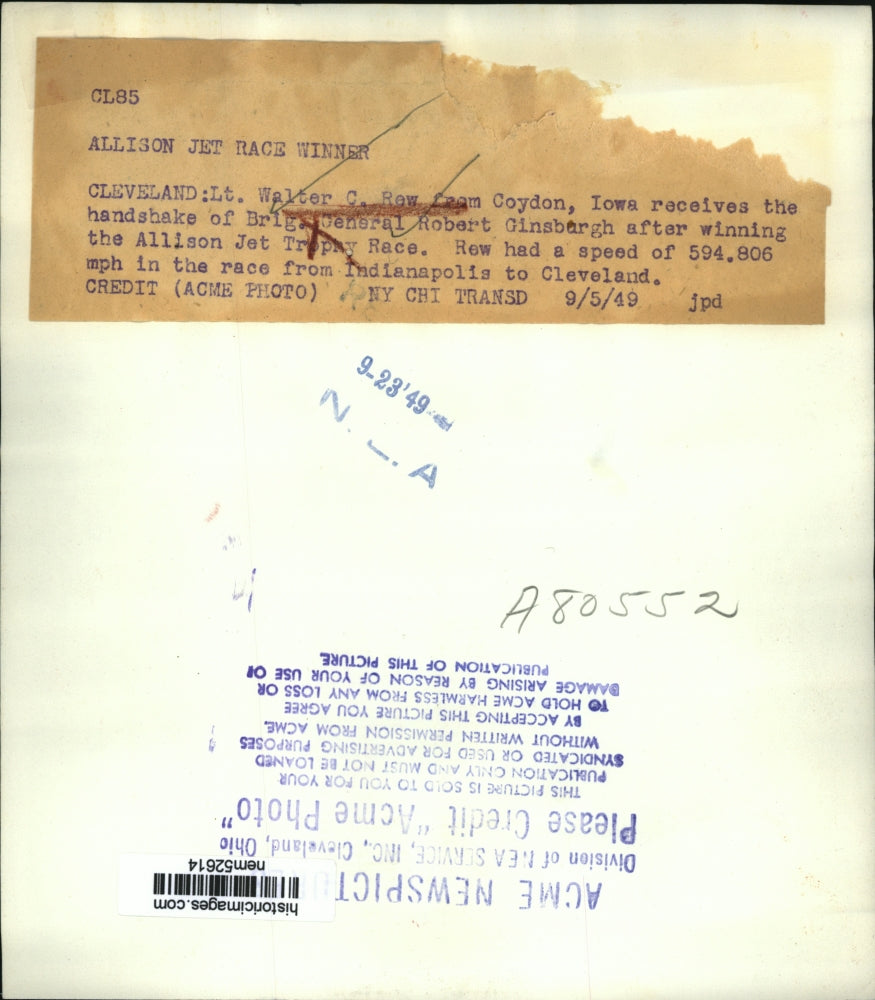 CL85
ALLISON JET RACE WINNER
CLEVELAND:Lt. Walter C. Rew from Coydon, Iowa receives the
handshake of Brig. General Robert Ginsburgh after winning
the Allison Jet Trophy Race. Rew had a speed of 594.806
mph in the race from Indianapolis to Cleveland.
CREDIT (ACME PHOTO) NY CHI TRANSD 9/5/49 jpd
9-23'49
N. I. A
A80552
ACME NEWSPICTU
Division of NEA SERVICE, INC., Cleveland, Ohio
Please Credit "Acme Photo"
THIS PICTURE IS SOLD TO YOU FOR YOUR
PUBLICATION ONLY AND MUST NOT BE LOANED
SYNDICATED OR USED FOR ADVERTISING PURPOSES
WITHOUT WRITTEN PERMISSION FROM ACME.
BY ACCEPTING THIS PICTURE YOU AGREE
TO HOLD ACME HARMLESS FROM ANY LOSS OR
DAMAGE ARISING BY REASON OF YOUR USE OF
PUBLICATION OF THIS PICTURE.
historicimages.com
nem52614